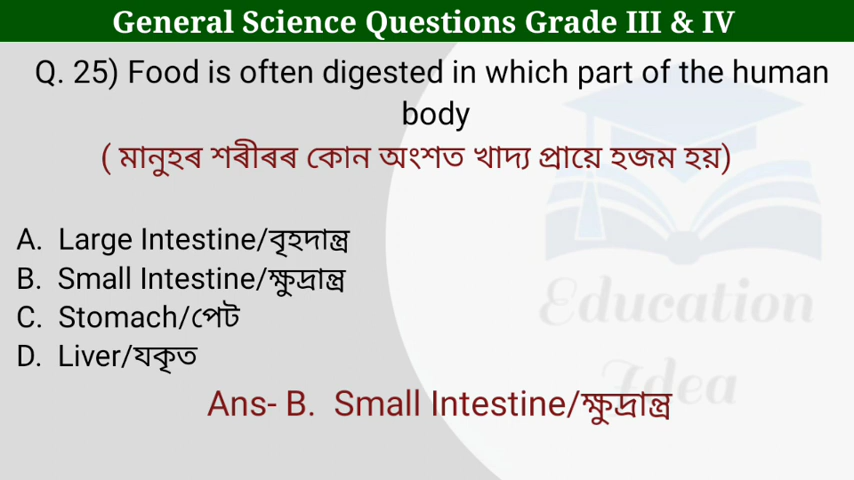 General Science Questions Grade III & IV
Q. 25) Food is often digested in which part of the human
body
( মানুহৰ শৰীৰৰ কোন অংশত খাদ্য প্ৰায়ে হজম হয়)
A. Large Intestine/বৃহদান্ত্ৰ
B. Small Intestine/ক্ষুদ্ৰান্ত্ৰ
C. Stomach/পেট
D. Liver/যকৃত
Education
Idea
Ans- B. Small Intestine/ক্ষুদ্ৰান্ত্ৰ